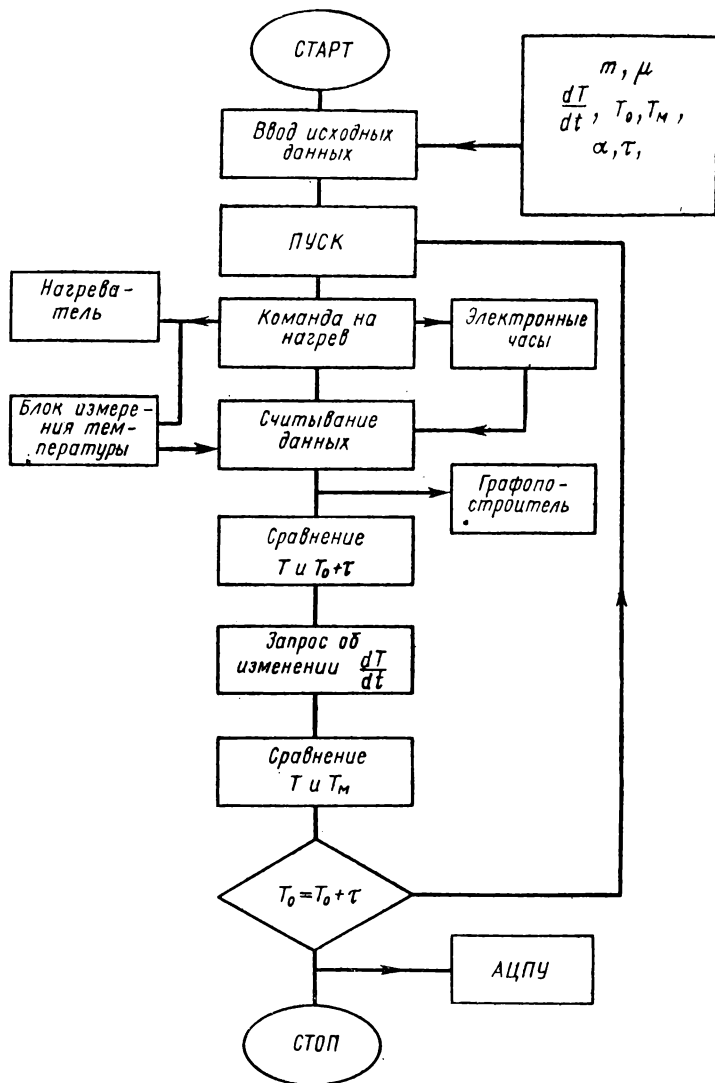 СТАРТ
m, μ
dT/dt, T₀, Tм,
α, τ,
Ввод исходных
данных
ПУСК
Нагрева-
тель
Команда на
нагрев
Электронные
часы
Блок измере-
ния тем-
пературы
Считывание
данных
Графопо-
строитель
Сравнение
T и T₀+τ
Запрос об
изменении dT/dt
Сравнение
T и Tм
T₀=T₀+τ
АЦПУ
СТОП